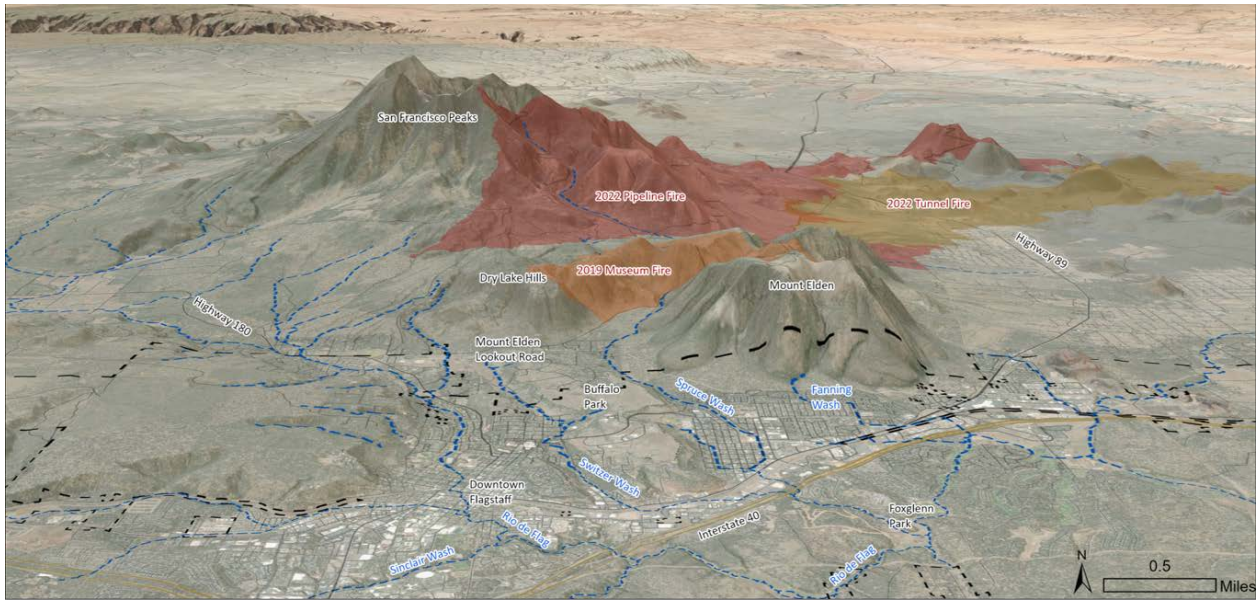 San Francisco Peaks
2022 Pipeline Fire
2022 Tunnel Fire
Highway 89
2019 Museum Fire
Dry Lake Hills
Mount Elden
Highway 180
Mount Elden
Lookout Road
Buffalo
Park
Spruce Wash
Fanning
Wash
Switzer Wash
Downtown
Flagstaff
Rio de Flag
Interstate 40
Foxglenn
Park
Sinclair Wash
Rio de Flag
N
0.5
Miles